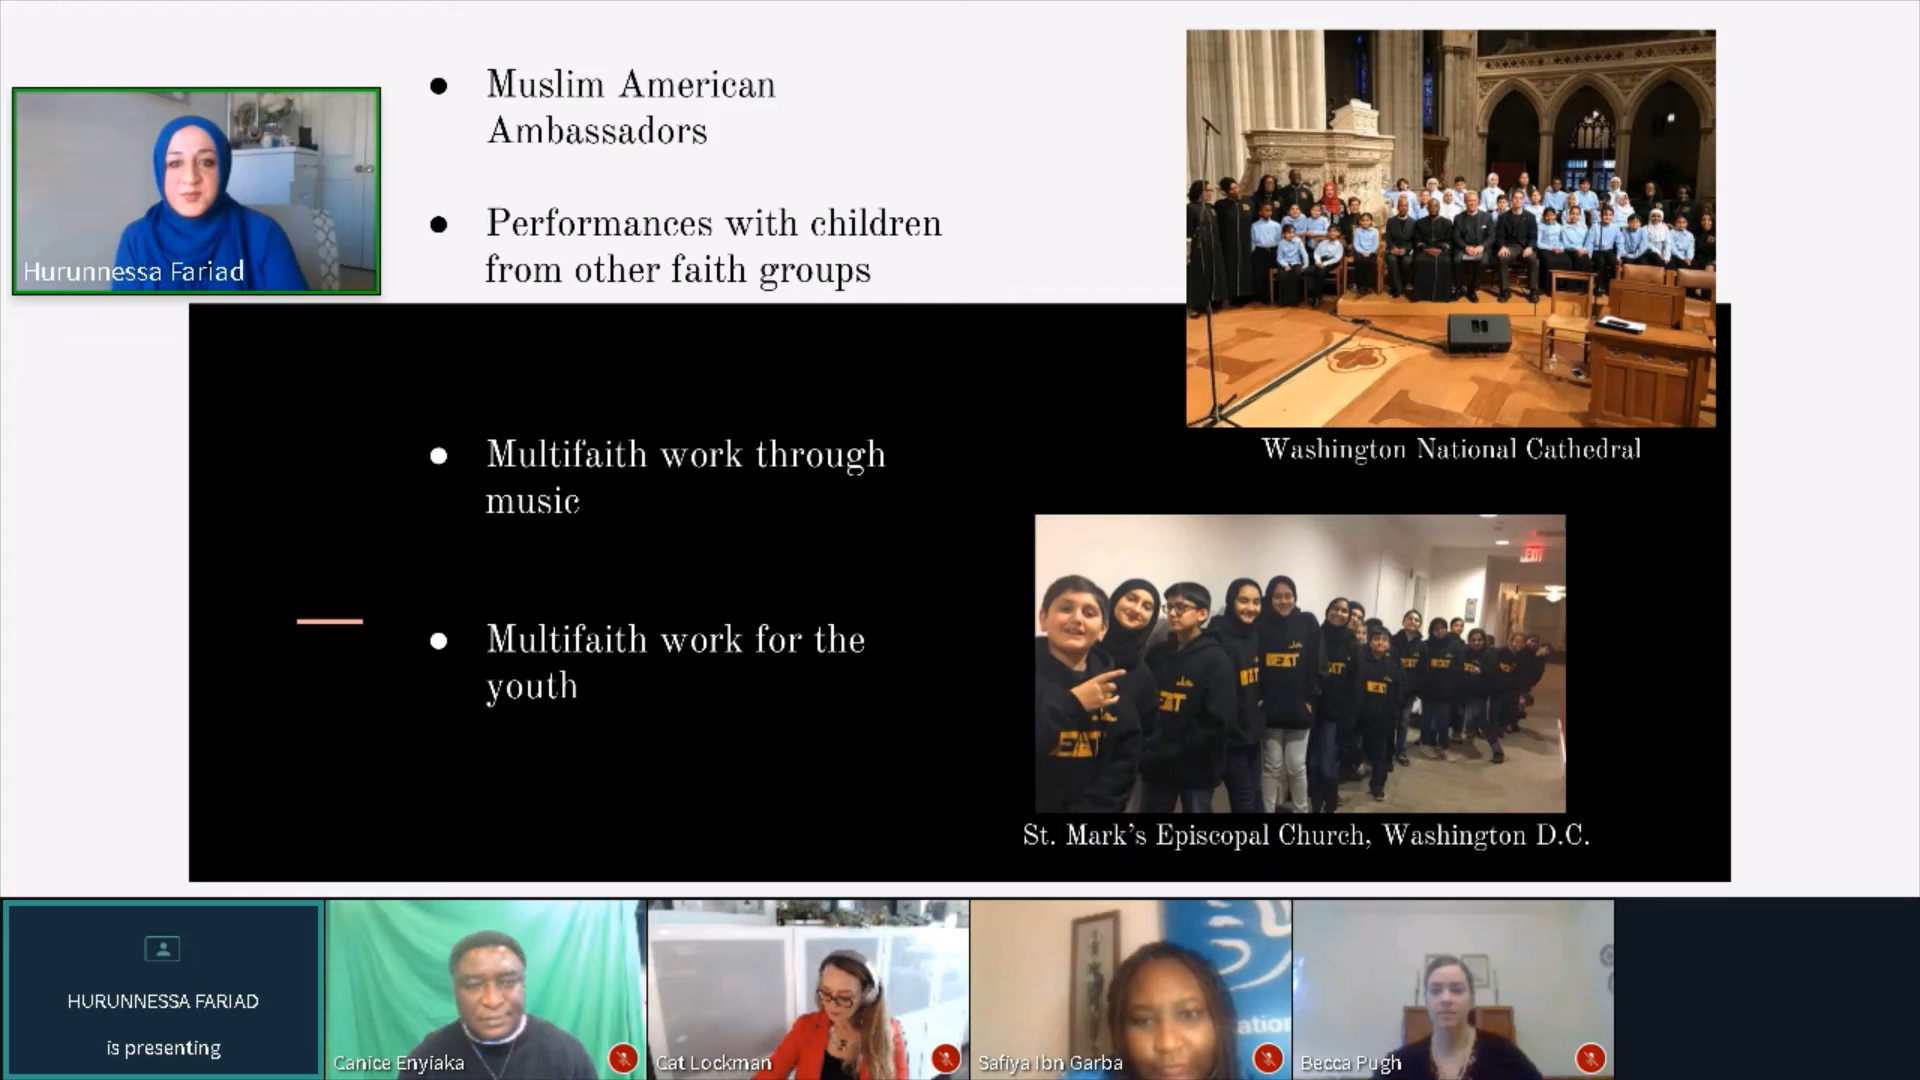 Hurunnessa Fariad
● Muslim American
Ambassadors
● Performances with children
from other faith groups
● Multifaith work through
music
● Multifaith work for the
youth
Washington National Cathedral
EXIT
BEAT
St. Mark's Episcopal Church, Washington D.C.
HURUNNESSA FARIAD
is presenting
Canice Enyiaka
Cat Lockman
Safiya Ibn Garba
Becca Pugh